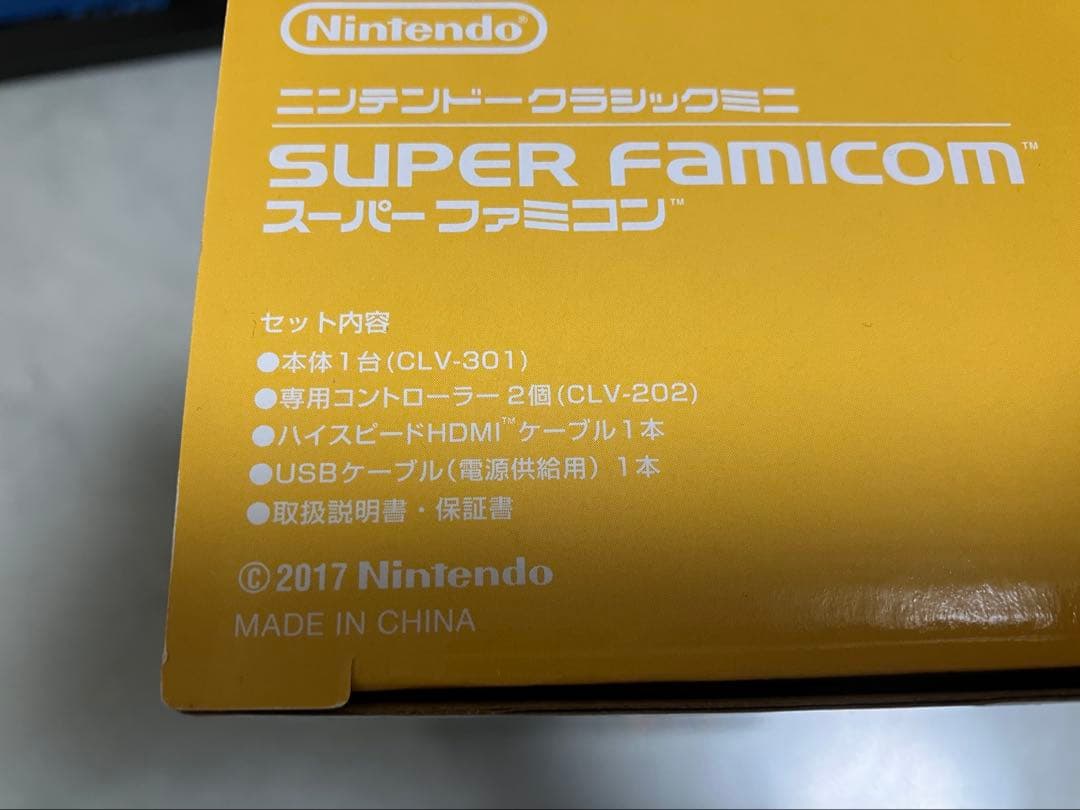 Nintendo®
ニンテンドークラシックミニ
SUPER FAMICOM™
スーパーファミコン™
セット内容
●本体1台(CLV-301)
●専用コントローラー2個(CLV-202)
●ハイスピードHDMI™ケーブル1本
●USBケーブル(電源供給用)1本
●取扱説明書・保証書
©2017 Nintendo
MADE IN CHINA